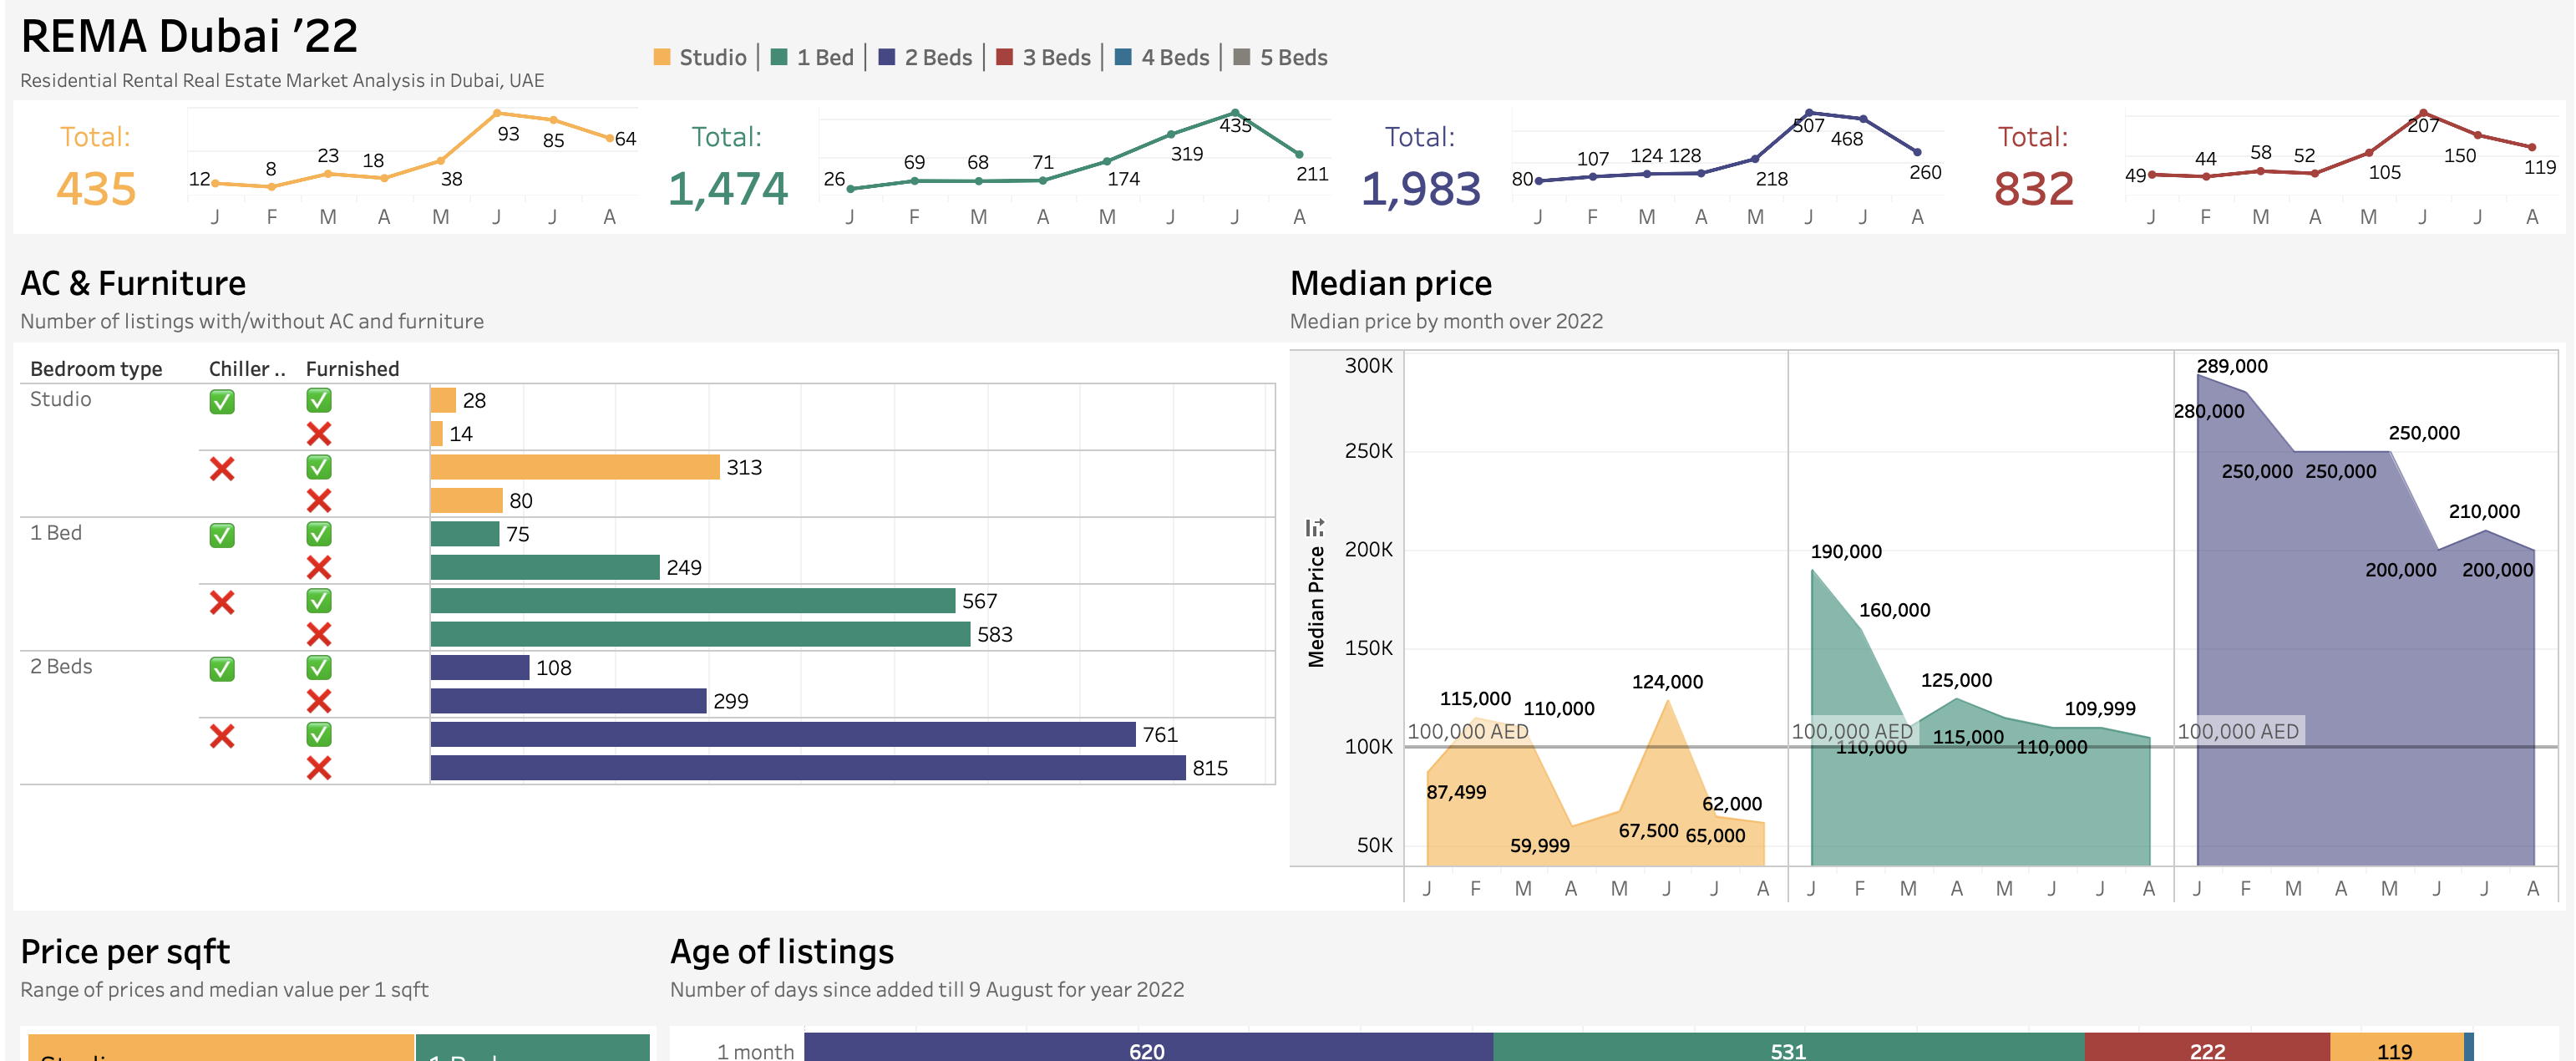 REMA Dubai ’22
Residential Rental Real Estate Market Analysis in Dubai, UAE
Studio | 1 Bed | 2 Beds | 3 Beds | 4 Beds | 5 Beds
Total:
435
12 8 23 18 38 93 85 64
J F M A M J J A
Total:
1,474
26 69 68 71 174 319 435 211
J F M A M J J A
Total:
1,983
80 107 124 128 218 507 468 260
J F M A M J J A
Total:
832
49 44 58 52 105 207 150 119
J F M A M J J A
AC & Furniture
Number of listings with/without AC and furniture
Bedroom type Chiller .. Furnished
Studio 28
14
313
80
1 Bed 75
249
567
583
2 Beds 108
299
761
815
Median price
Median price by month over 2022
Median Price
300K
250K
200K
150K
100K
50K
100,000 AED
87,499 115,000 110,000 59,999 67,500 124,000 65,000 62,000
J F M A M J J A
100,000 AED
190,000 160,000 110,000 125,000 115,000 110,000 109,999
J F M A M J J A
100,000 AED
289,000 280,000 250,000 250,000 250,000 200,000 210,000 200,000
J F M A M J J A
Price per sqft
Range of prices and median value per 1 sqft
Age of listings
Number of days since added till 9 August for year 2022
1 month 620 531 222 119